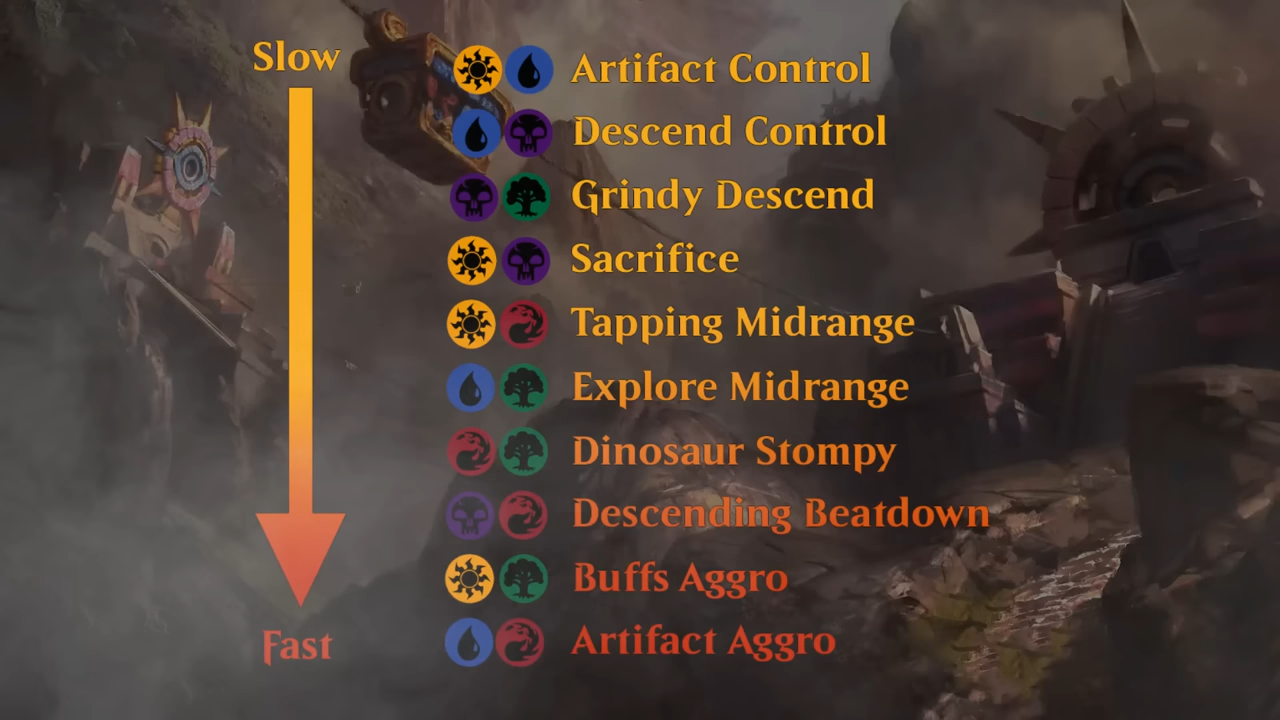 Slow
Artifact Control
Descend Control
Grindy Descend
Sacrifice
Tapping Midrange
Explore Midrange
Dinosaur Stompy
Descending Beatdown
Buffs Aggro
Artifact Aggro
Fast